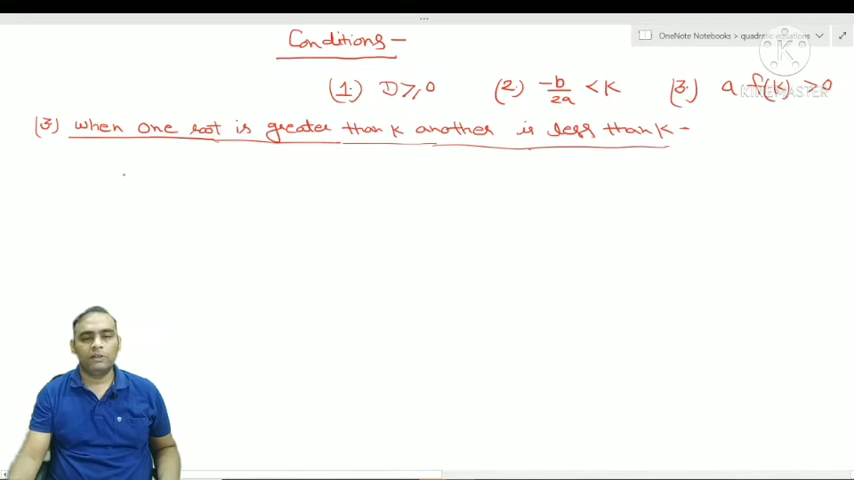 Conditions -
OneNote Notebooks > quadratic equations
(1.) D ≥ 0 (2.) -b/2a < K (3.) a f(K) > 0
K
KINEMASTER
(3) when one root is greater than k another is less than K -